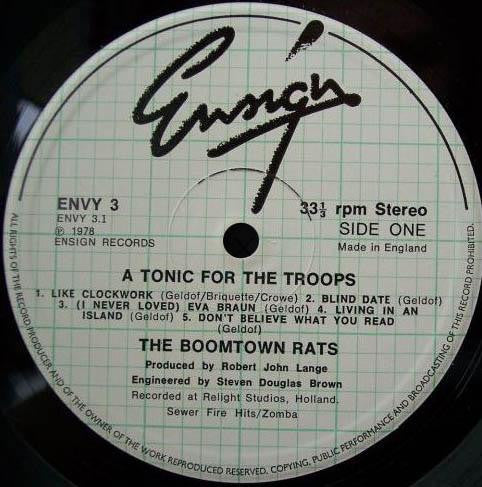 Ensign
ENVY 3
ENVY 3.1
℗ 1978
ENSIGN RECORDS
33⅓ rpm Stereo
SIDE ONE
Made in England
A TONIC FOR THE TROOPS
1. LIKE CLOCKWORK (Geldof/Briquette/Crowe) 2. BLIND DATE (Geldof)
3. (I NEVER LOVED) EVA BRAUN (Geldof) 4. LIVING IN AN
ISLAND (Geldof) 5. DON'T BELIEVE WHAT YOU READ
(Geldof)
THE BOOMTOWN RATS
Produced by Robert John Lange
Engineered by Steven Douglas Brown
Recorded at Relight Studios, Holland.
Sewer Fire Hits/Zomba
ALL RIGHTS OF THE RECORD PRODUCER AND OF THE OWNER OF THE WORK REPRODUCED RESERVED. COPYING, PUBLIC PERFORMANCE AND BROADCASTING OF THIS RECORD PROHIBITED.